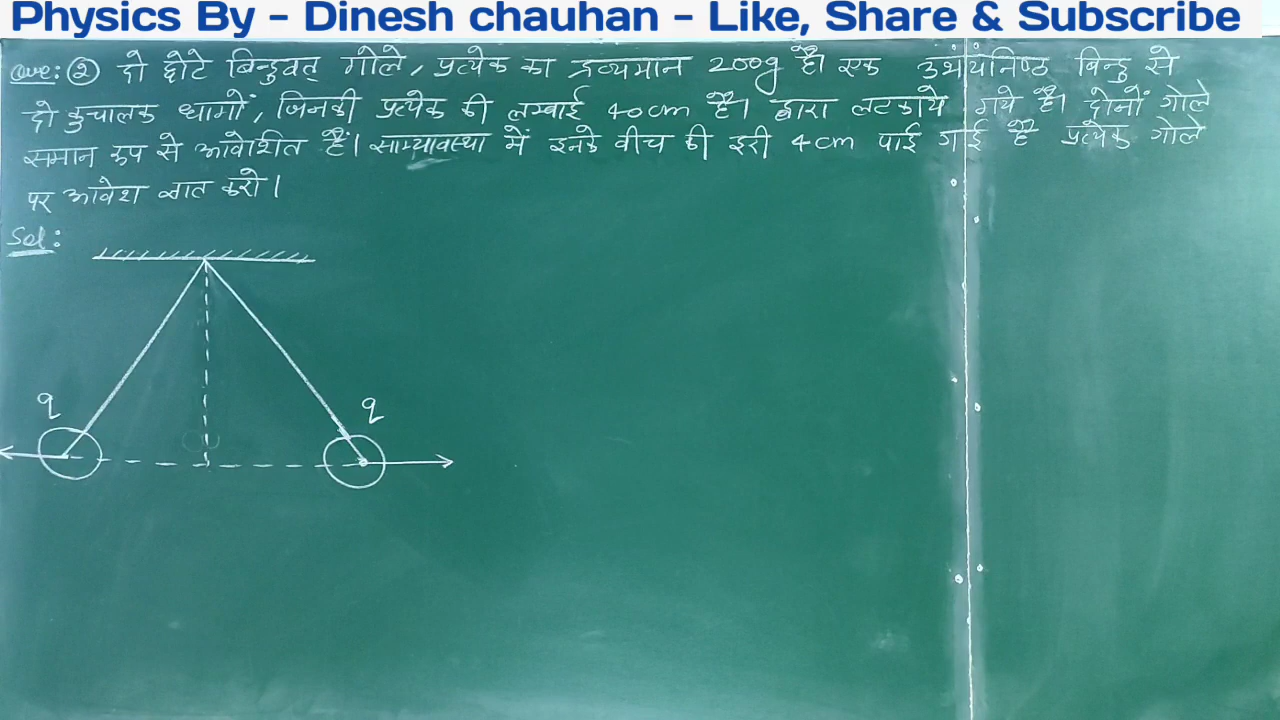 Physics By - Dinesh chauhan - Like, Share & Subscribe
Que: ② दो छोटे बिन्दुवत् गोले, प्रत्येक का द्रव्यमान 200g है। एक उभयनिष्ठ बिन्दु से
दो कुचालक धागों, जिनकी प्रत्येक की लम्बाई 40cm है। द्वारा लटकाये गये है। दोनों गोले
समान रूप से आवेशित हैं। साम्यावस्था में इनके बीच की दूरी 4cm पाई गई है प्रत्येक गोले
पर आवेश ज्ञात करो।
Sol:
q q